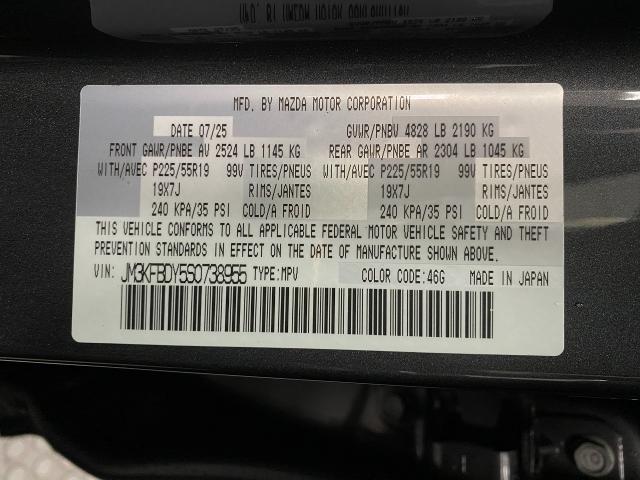 MFD. BY MAZDA MOTOR CORPORATION
DATE 07/25 GVWR/PNBV 4828 LB 2190 KG
FRONT GAWR/PNBE AV 2524 LB 1145 KG REAR GAWR/PNBE AR 2304 LB 1045 KG
WITH/AVEC P225/55R19 99V TIRES/PNEUS WITH/AVEC P225/55R19 99V TIRES/PNEUS
19X7J RIMS/JANTES 19X7J RIMS/JANTES
240 KPA/35 PSI COLD/A FROID 240 KPA/35 PSI COLD/A FROID
THIS VEHICLE CONFORMS TO ALL APPLICABLE FEDERAL MOTOR VEHICLE SAFETY AND THEFT
PREVENTION STANDARDS IN EFFECT ON THE DATE OF MANUFACTURE SHOWN ABOVE.
VIN: JM3KFBDY5S0738955 TYPE:MPV COLOR CODE:46G MADE IN JAPAN